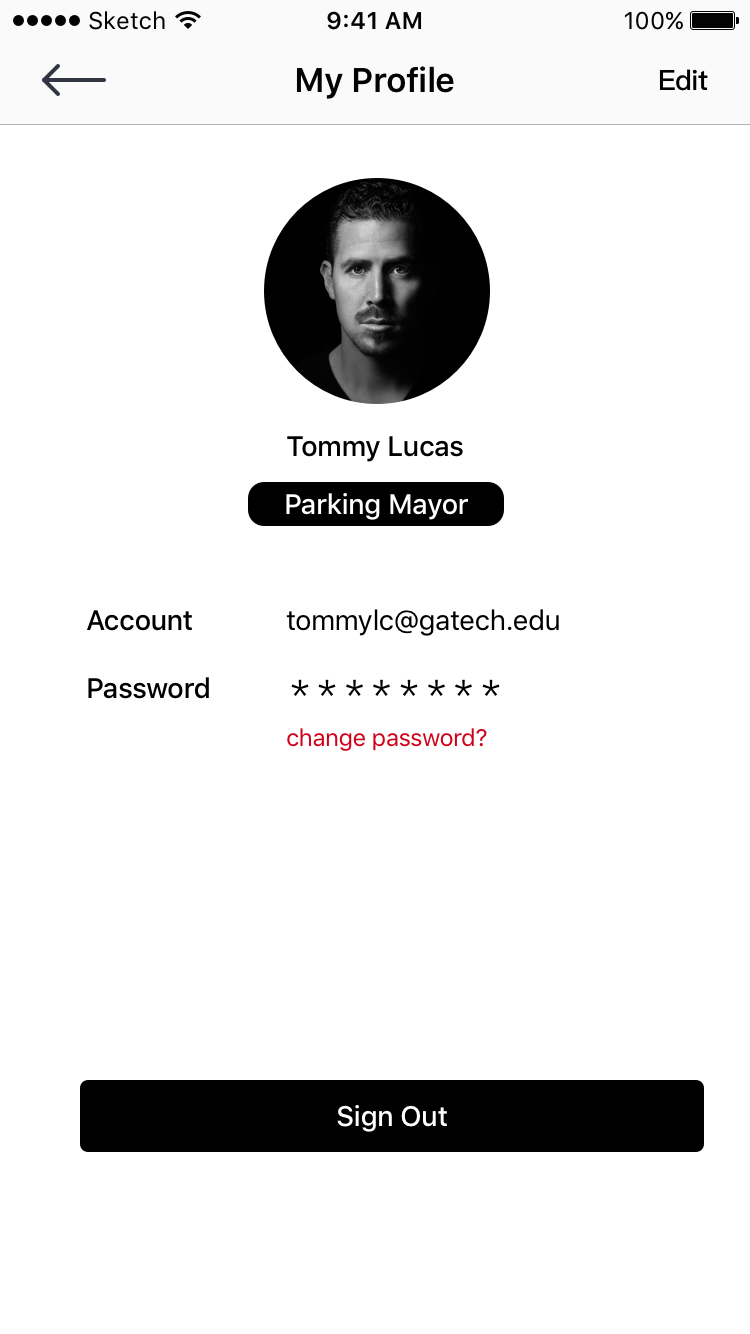 Sketch 9:41 AM 100%
My Profile Edit
Tommy Lucas
Parking Mayor
Account tommylc@gatech.edu
Password ********
change password?
Sign Out